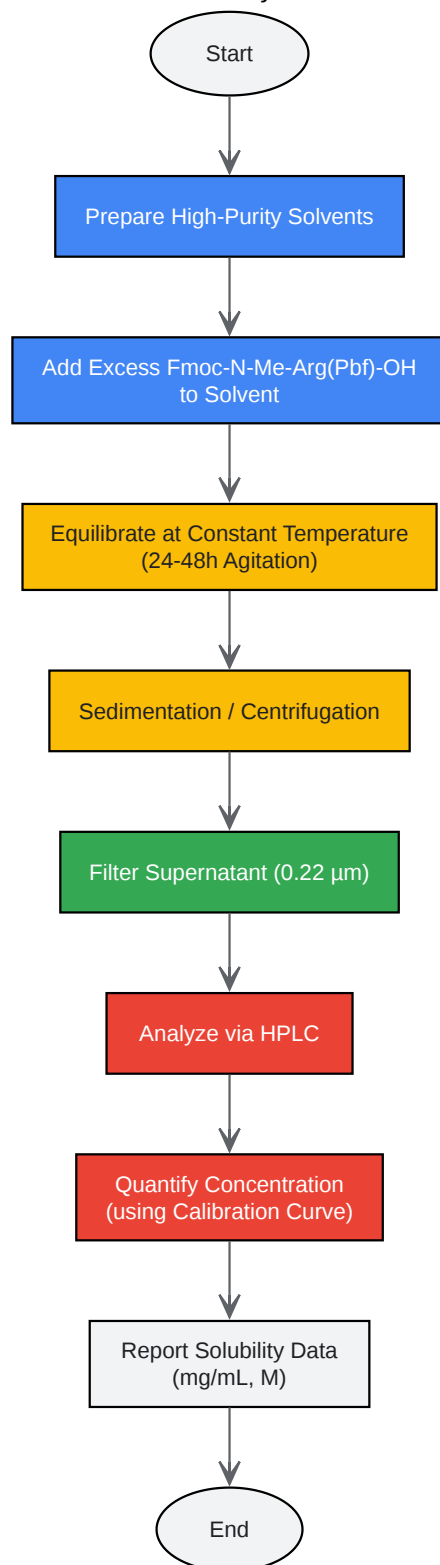 Start
Prepare High-Purity Solvents
Add Excess Fmoc-N-Me-Arg(Pbf)-OH
to Solvent
Equilibrate at Constant Temperature
(24-48h Agitation)
Sedimentation / Centrifugation
Filter Supernatant (0.22 µm)
Analyze via HPLC
Quantify Concentration
(using Calibration Curve)
Report Solubility Data
(mg/mL, M)
End